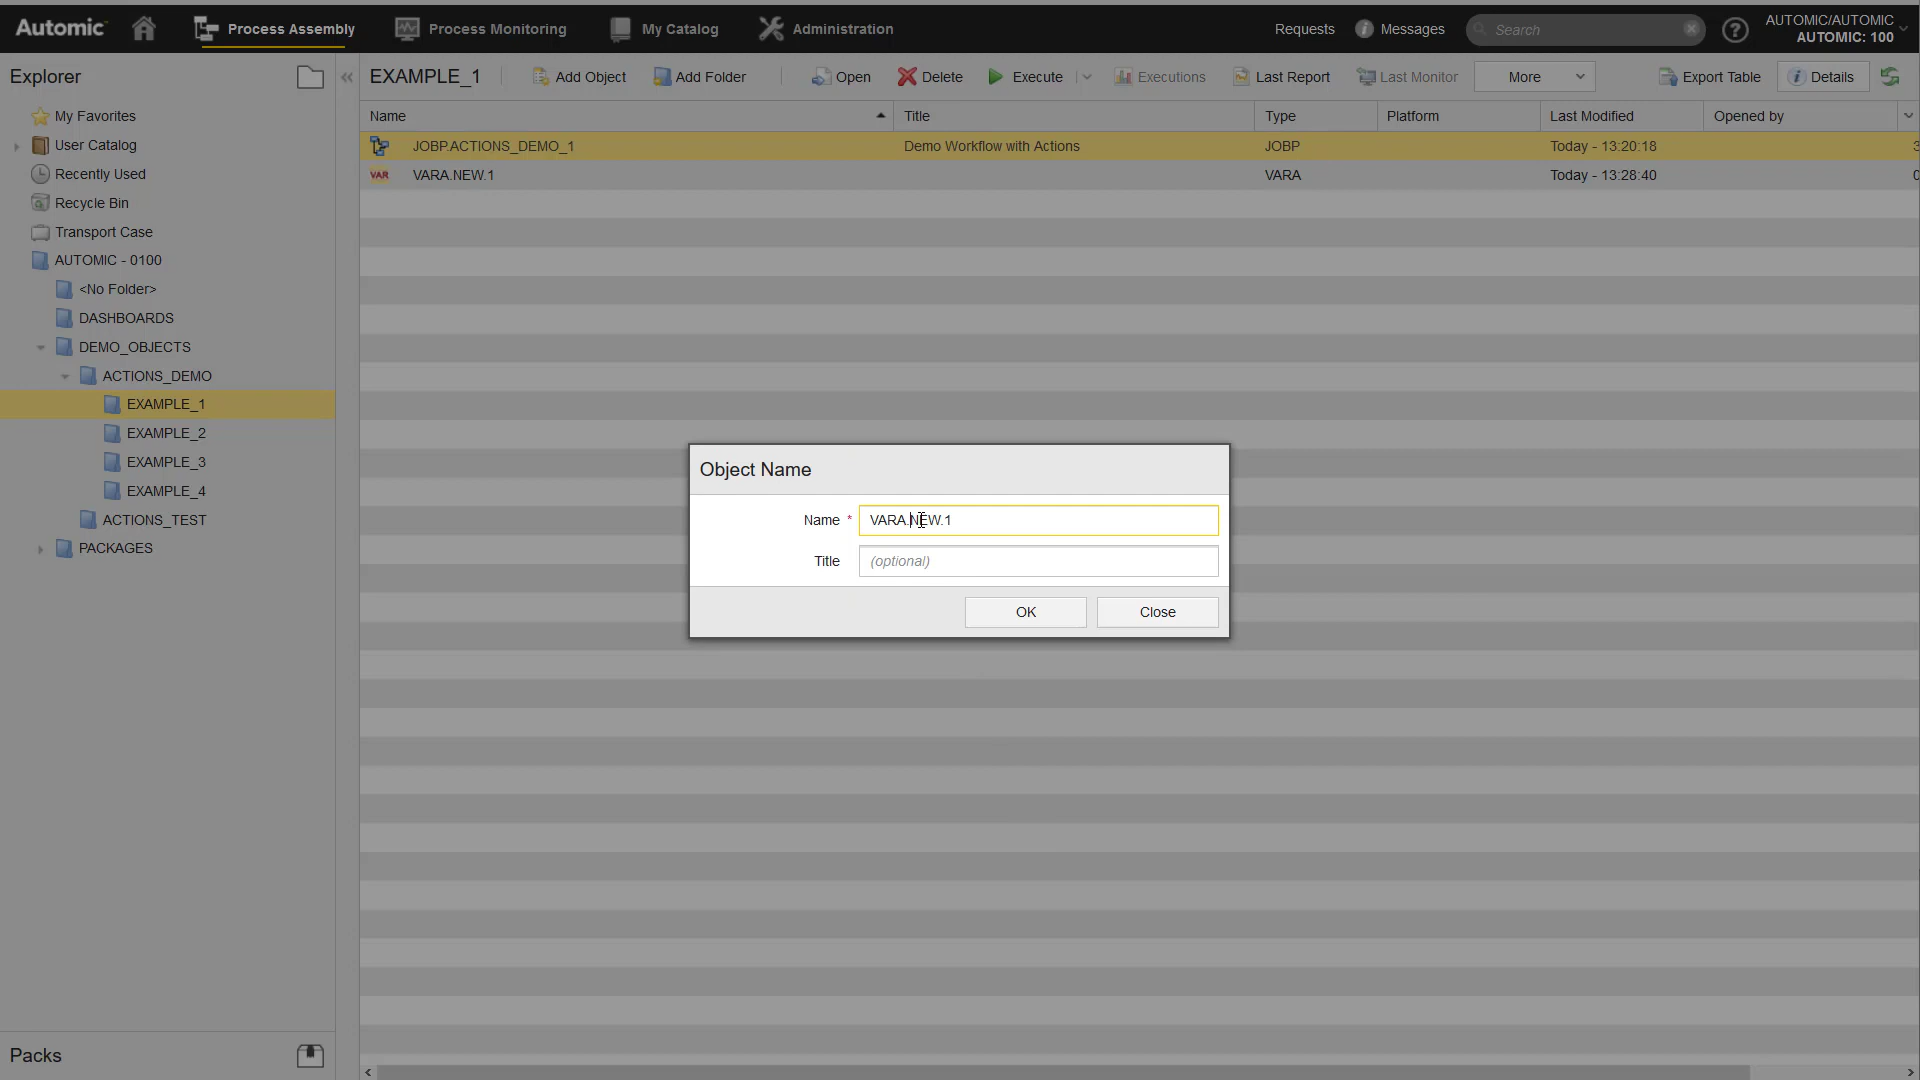 Automic
Process Assembly
Process Monitoring
My Catalog
Administration
Requests
Messages
Search
AUTOMIC/AUTOMIC
AUTOMIC: 100
Explorer
EXAMPLE_1
Add Object
Add Folder
Open
Delete
Execute
Executions
Last Report
Last Monitor
More
Export Table
Details
Name
Title
Type
Platform
Last Modified
Opened by
JOBP.ACTIONS_DEMO_1
Demo Workflow with Actions
JOBP
Today - 13:20:18
3
VAR
VARA.NEW.1
VARA
Today - 13:28:40
0
My Favorites
User Catalog
Recently Used
Recycle Bin
Transport Case
AUTOMIC - 0100
<No Folder>
DASHBOARDS
DEMO_OBJECTS
ACTIONS_DEMO
EXAMPLE_1
EXAMPLE_2
EXAMPLE_3
EXAMPLE_4
ACTIONS_TEST
PACKAGES
Object Name
Name *
VARA.NEW.1
Title
(optional)
OK
Close
Packs